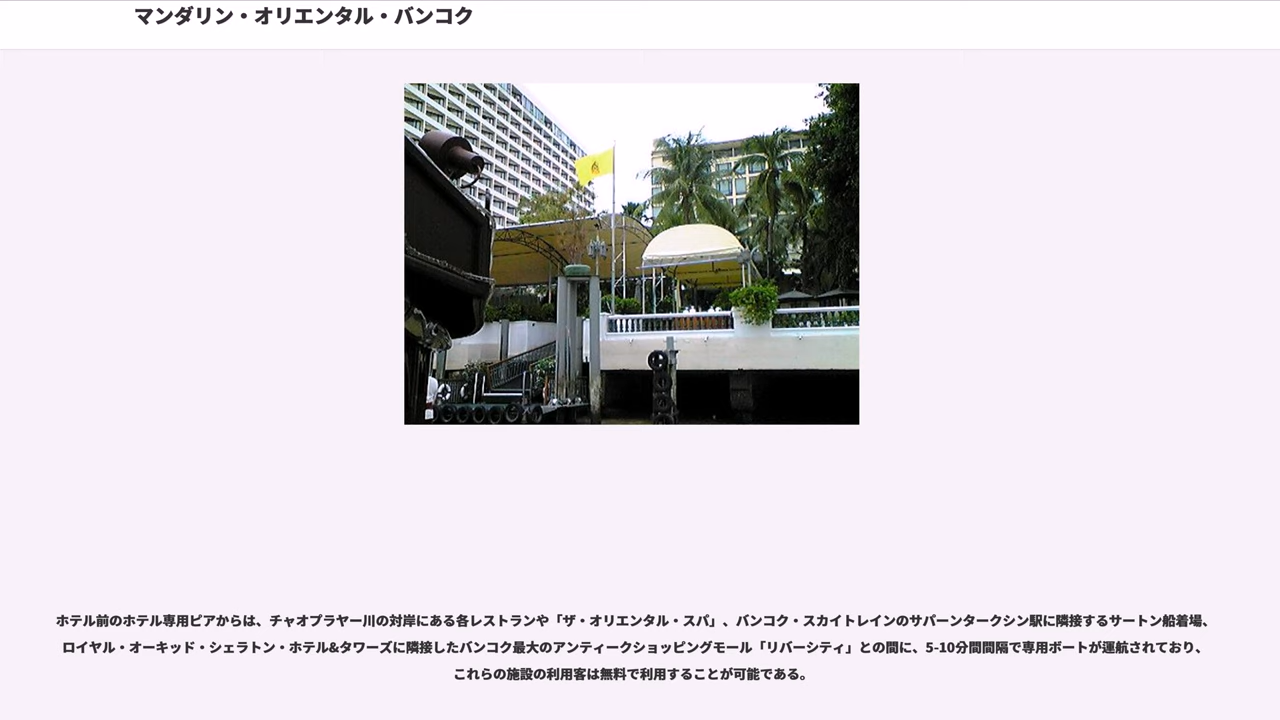 マンダリン・オリエンタル・バンコク
ホテル前のホテル専用ピアからは、チャオプラヤー川の対岸にある各レストランや「ザ・オリエンタル・スパ」、バンコク・スカイトレインのサパーンタークシン駅に隣接するサートン船着場、
ロイヤル・オーキッド・シェラトン・ホテル&タワーズに隣接したバンコク最大のアンティークショッピングモール「リバーシティ」との間に、5-10分間間隔で専用ボートが運航されており、
これらの施設の利用客は無料で利用することが可能である。